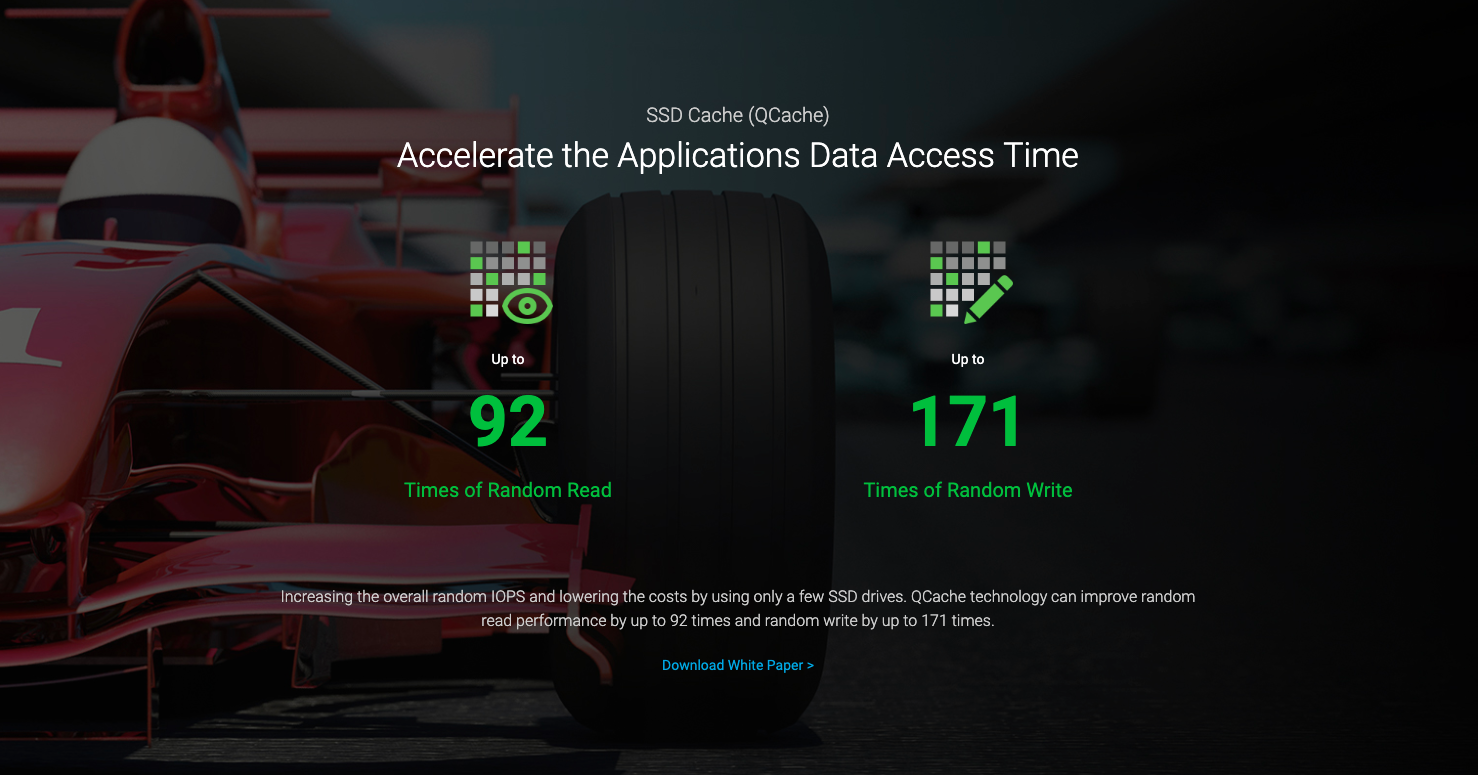 SSD Cache (QCache)
Accelerate the Applications Data Access Time
Up to
92
Times of Random Read
Up to
171
Times of Random Write
Increasing the overall random IOPS and lowering the costs by using only a few SSD drives. QCache technology can improve random
read performance by up to 92 times and random write by up to 171 times.
Download White Paper >
1